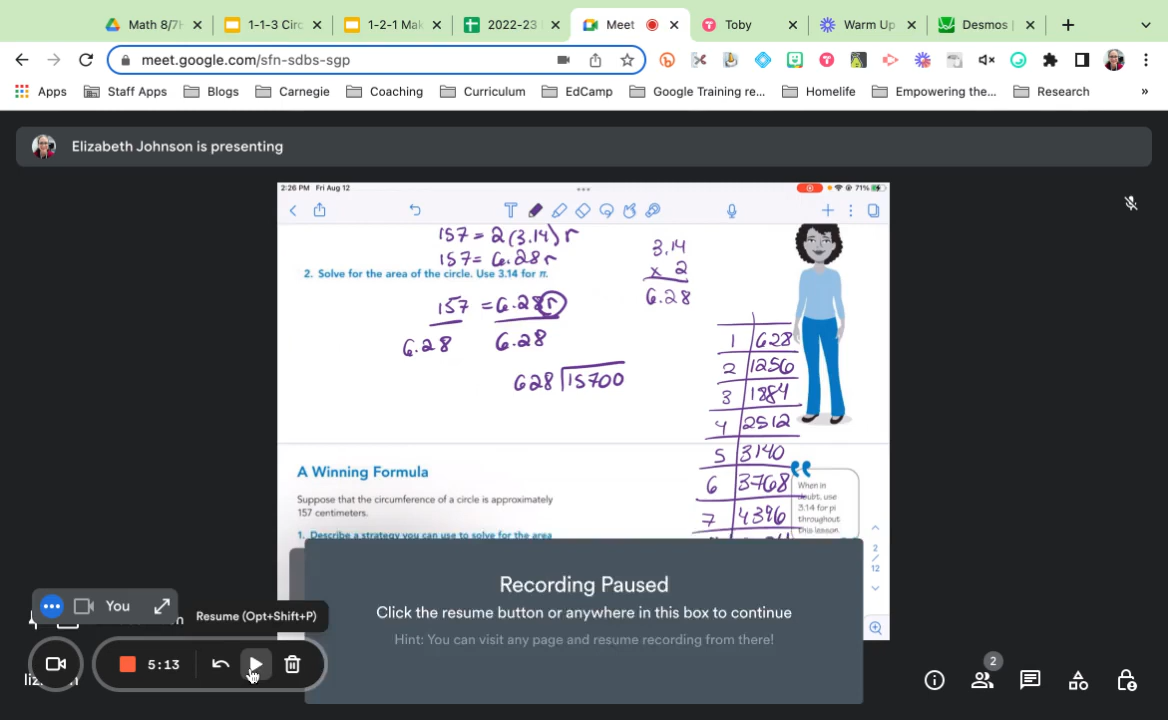 Math 8/7H
1-1-3 Circ
1-2-1 Mak
2022-23
Meet
Toby
Warm Up
Desmos |
meet.google.com/sfn-sdbs-sgp
Apps
Staff Apps
Blogs
Carnegie
Coaching
Curriculum
EdCamp
Google Training re...
Homelife
Empowering the...
Research
»
Elizabeth Johnson is presenting
2:26 PM Fri Aug 12
71%
157 = 2(3.14) r
157 = 6.28r
3.14
x 2
6.28
2. Solve for the area of the circle. Use 3.14 for π.
157 = 6.28r
6.28 6.28
628 15700
1 628
2 1256
3 1884
4 2512
5 3140
6 3768
7 4396
A Winning Formula
Suppose that the circumference of a circle is approximately
157 centimeters.
1. Describe a strategy you can use to solve for the area
When in
doubt, use
3.14 for pi
throughout
this lesson.
2
/
12
Recording Paused
Click the resume button or anywhere in this box to continue
Hint: You can visit any page and resume recording from there!
You
Resume (Opt+Shift+P)
5:13
2